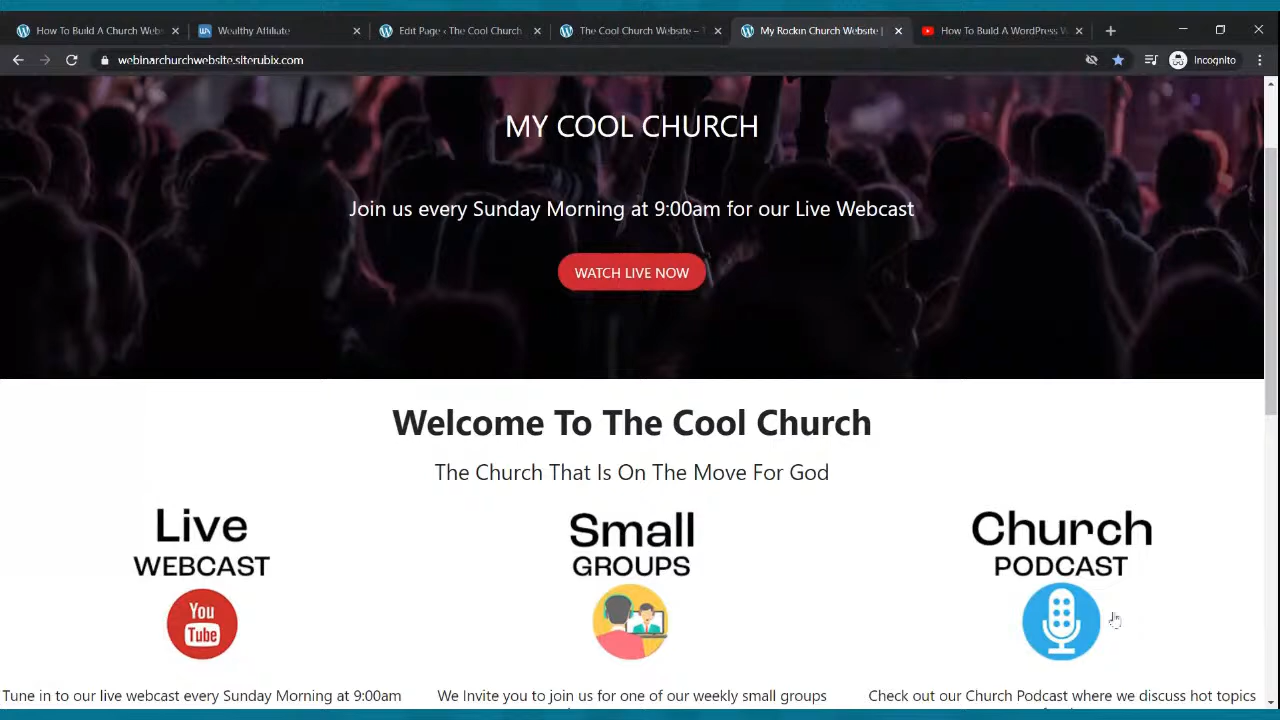 How To Build A Church Web
Wealthy Affiliate
Edit Page ‹ The Cool Church
The Cool Church Website – T
My Rockin Church Website |
How To Build A WordPress W
webinarchurchwebsite.siterubix.com
Incognito
MY COOL CHURCH
Join us every Sunday Morning at 9:00am for our Live Webcast
WATCH LIVE NOW
Welcome To The Cool Church
The Church That Is On The Move For God
Live
WEBCAST
You
Tube
Small
GROUPS
Church
PODCAST
Tune in to our live webcast every Sunday Morning at 9:00am
We Invite you to join us for one of our weekly small groups
Check out our Church Podcast where we discuss hot topics